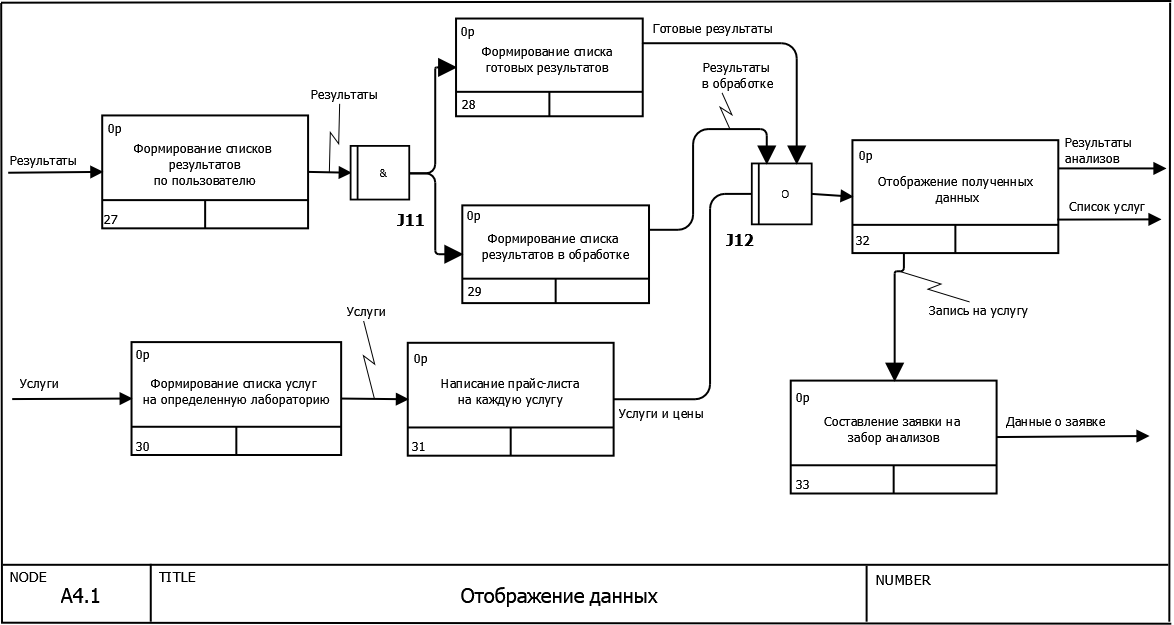 0р
Формирование списка
готовых результатов
28
Готовые результаты
Результаты
в обработке
Результаты
Результаты
0р
Формирование списков
результатов
по пользователю
27
&
J11
0р
Формирование списка
результатов в обработке
29
O
J12
0р
Отображение полученных
данных
32
Результаты
анализов
Список услуг
Запись на услугу
Услуги
Услуги
0р
Формирование списка услуг
на определенную лабораторию
30
0р
Написание прайс-листа
на каждую услугу
31
Услуги и цены
0р
Составление заявки на
забор анализов
33
Данные о заявке
NODE
A4.1
TITLE
Отображение данных
NUMBER